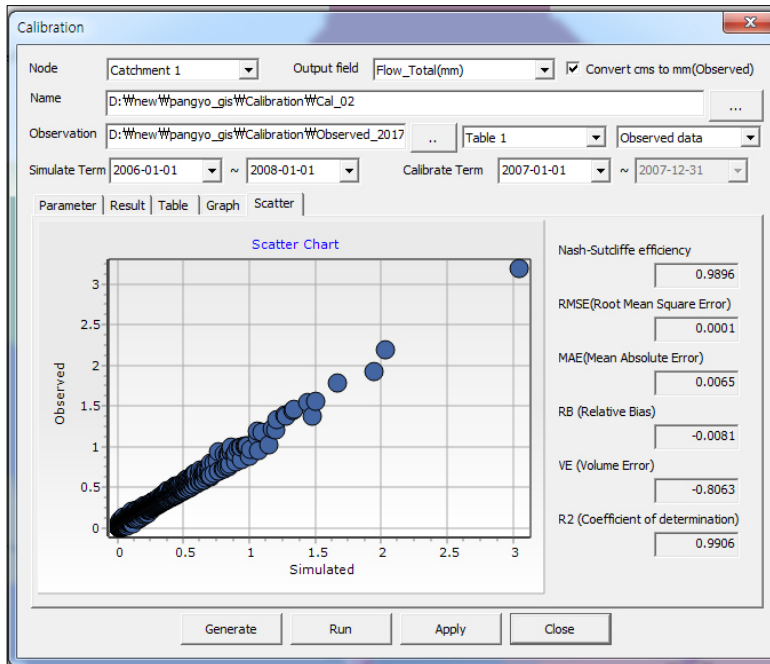 Calibration
Node Catchment 1 Output field Flow_Total(mm) Convert cms to mm(Observed)
Name D:₩new₩pangyo_gis₩Calibration₩Cal_02 ...
Observation D:₩new₩pangyo_gis₩Calibration₩Observed_2017 .. Table 1 Observed data
Simulate Term 2006-01-01 ~ 2008-01-01 Calibrate Term 2007-01-01 ~ 2007-12-31
Parameter Result Table Graph Scatter
Scatter Chart
Observed
3
2.5
2
1.5
1
0.5
0
0 0.5 1 1.5 2 2.5 3
Simulated
Nash-Sutcliffe efficiency
0.9896
RMSE(Root Mean Square Error)
0.0001
MAE(Mean Absolute Error)
0.0065
RB (Relative Bias)
-0.0081
VE (Volume Error)
-0.8063
R2 (Coefficient of determination)
0.9906
Generate Run Apply Close